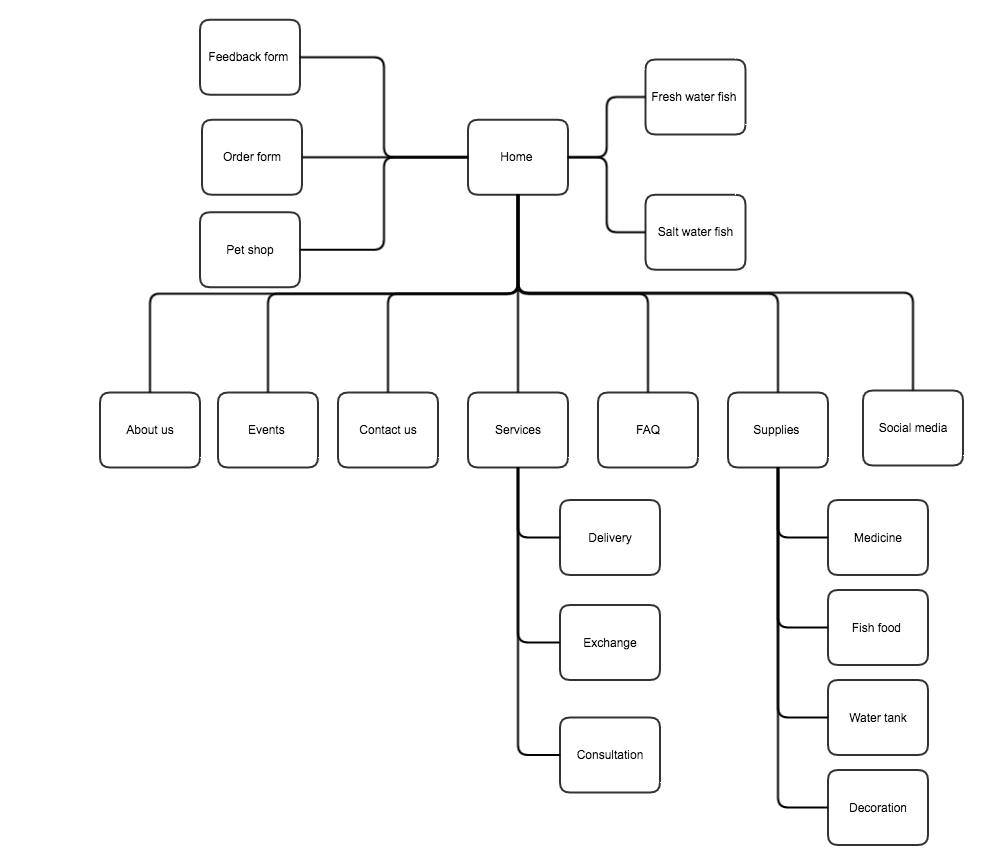 Feedback form
Fresh water fish
Order form
Home
Pet shop
Salt water fish
About us
Events
Contact us
Services
FAQ
Supplies
Social media
Delivery
Medicine
Exchange
Fish food
Water tank
Consultation
Decoration